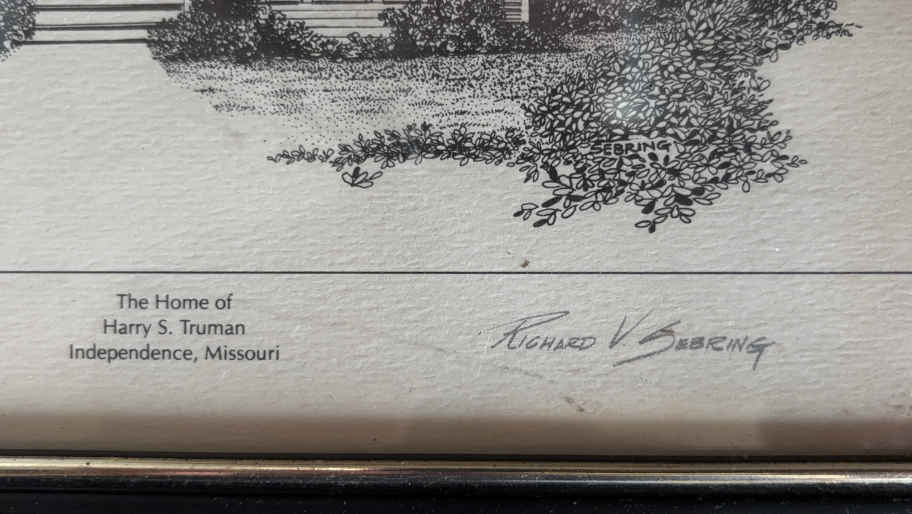 SEBRING
The Home of
Harry S. Truman
Independence, Missouri
RICHARD V SEBRING